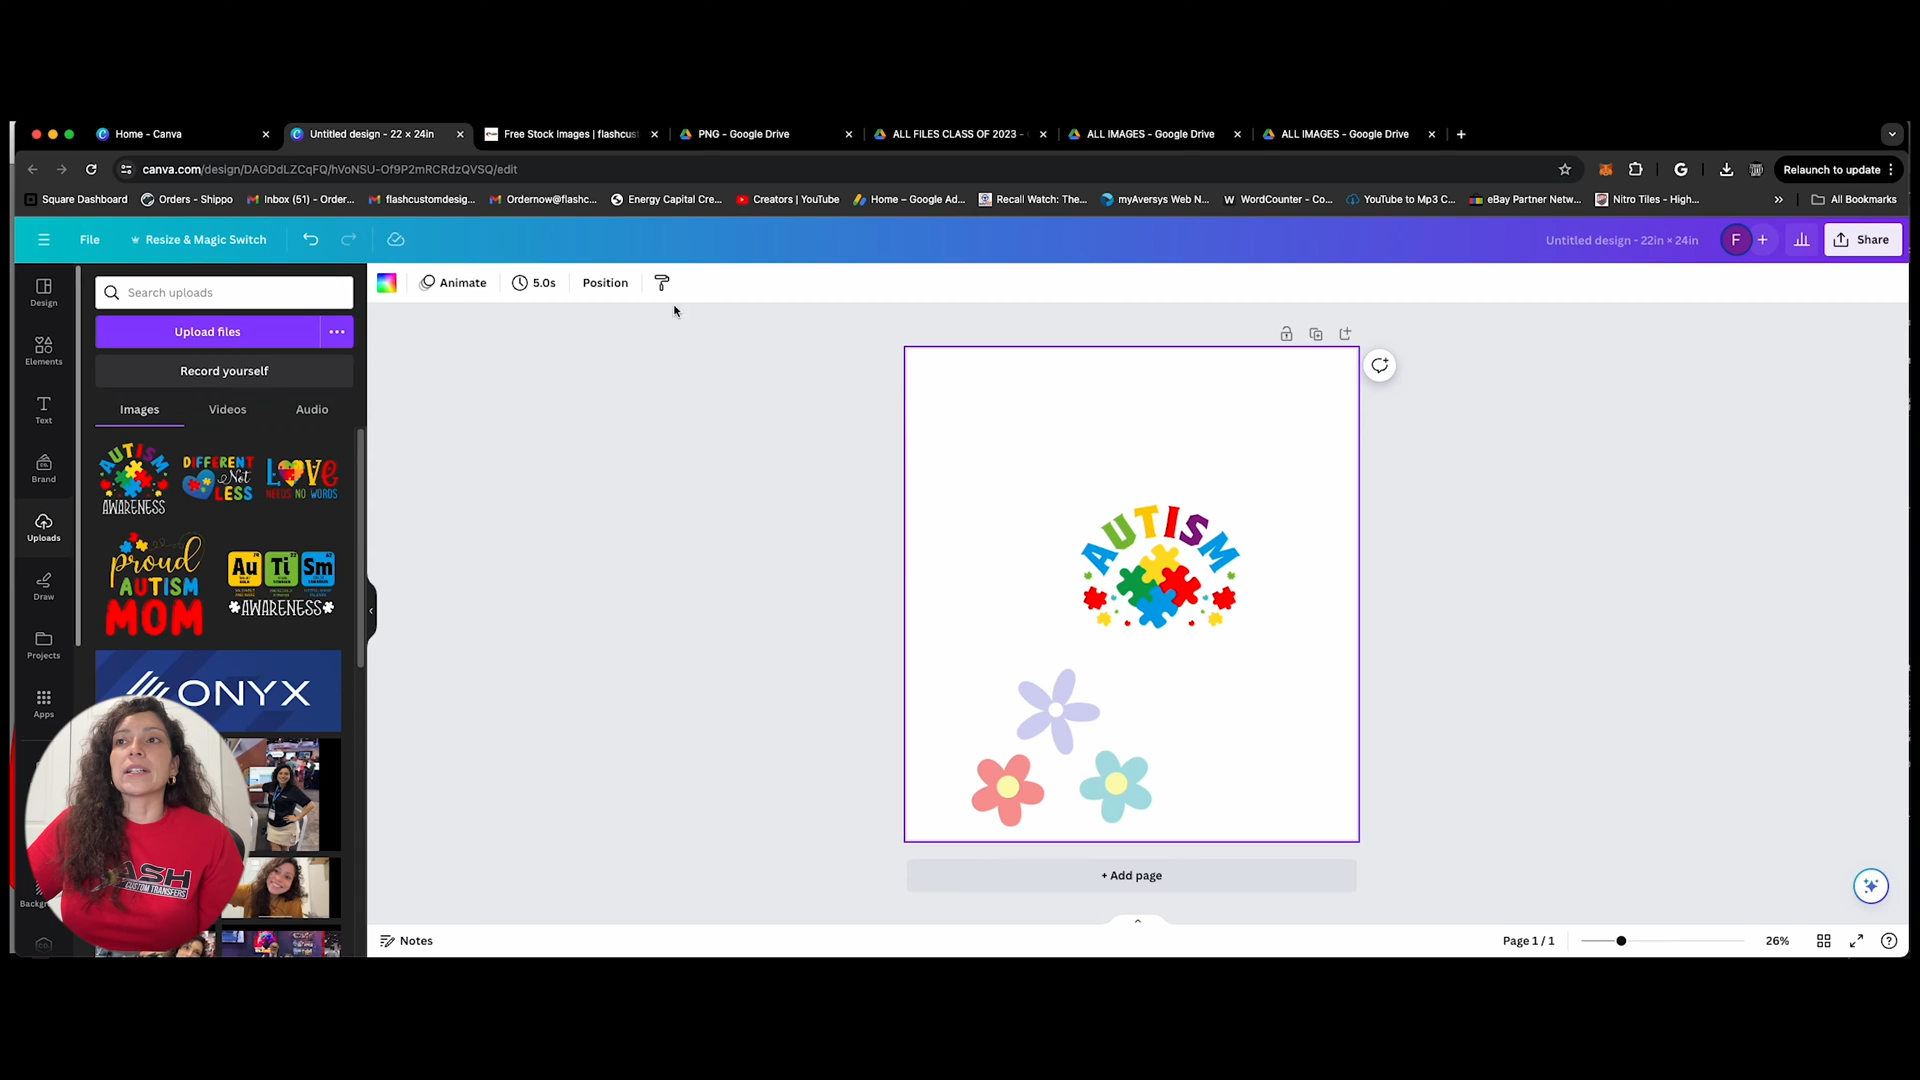 Home - Canva
Untitled design - 22 × 24in
Free Stock Images | flashcust
PNG - Google Drive
ALL FILES CLASS OF 2023 -
ALL IMAGES - Google Drive
ALL IMAGES - Google Drive
canva.com/design/DAGDdLZCqFQ/hVoNSU-Of9P2mRCRdzQVSQ/edit
Relaunch to update
Square Dashboard
Orders - Shippo
Inbox (51) - Order...
flashcustomdesig...
Ordernow@flashc...
Energy Capital Cre...
Creators | YouTube
Home – Google Ad...
Recall Watch: The...
myAversys Web N...
WordCounter - Co...
YouTube to Mp3 C...
eBay Partner Netw...
Nitro Tiles - High...
All Bookmarks
File
Resize & Magic Switch
Untitled design - 22in × 24in
F
Share
Design
Elements
Text
Brand
Uploads
Draw
Projects
Apps
Search uploads
Upload files
Record yourself
Images
Videos
Audio
AUTISM
AWARENESS
DIFFERENT
Not
LESS
LOVE
NEEDS NO WORDS
proud
AUTISM
MOM
Au
Ti
Sm
AWARENESS
ONYX
CUSTOM TRANSFERS
Animate
5.0s
Position
AUTISM
+ Add page
Notes
Page 1 / 1
26%